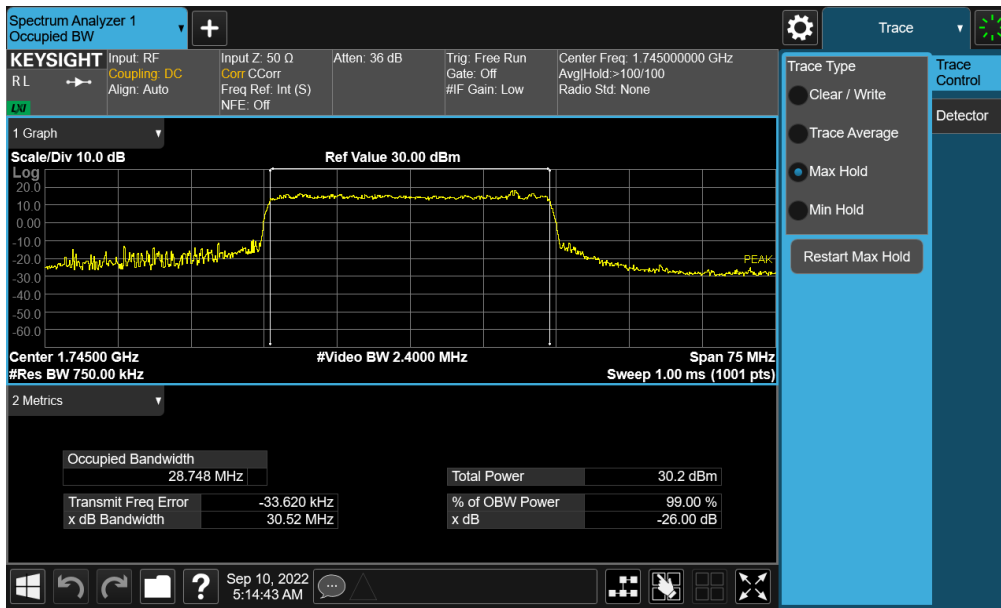 Spectrum Analyzer 1
Occupied BW
+
Trace
KEYSIGHT
R L
LXI
Input: RF
Coupling: DC
Align: Auto
Input Z: 50 Ω
Corr CCorr
Freq Ref: Int (S)
NFE: Off
Atten: 36 dB
Trig: Free Run
Gate: Off
#IF Gain: Low
Center Freq: 1.745000000 GHz
Avg|Hold:>100/100
Radio Std: None
Trace Type
Clear / Write
Trace Average
Max Hold
Min Hold
Restart Max Hold
Trace
Control
Detector
1 Graph
Scale/Div 10.0 dB
Ref Value 30.00 dBm
Log
20.0
10.0
0.00
-10.0
-20.0
-30.0
-40.0
-50.0
-60.0
PEAK
Center 1.74500 GHz
#Video BW 2.4000 MHz
Span 75 MHz
#Res BW 750.00 kHz
Sweep 1.00 ms (1001 pts)
2 Metrics
Occupied Bandwidth
28.748 MHz
Total Power 30.2 dBm
Transmit Freq Error -33.620 kHz
% of OBW Power 99.00 %
x dB Bandwidth 30.52 MHz
x dB -26.00 dB
?
Sep 10, 2022
5:14:43 AM